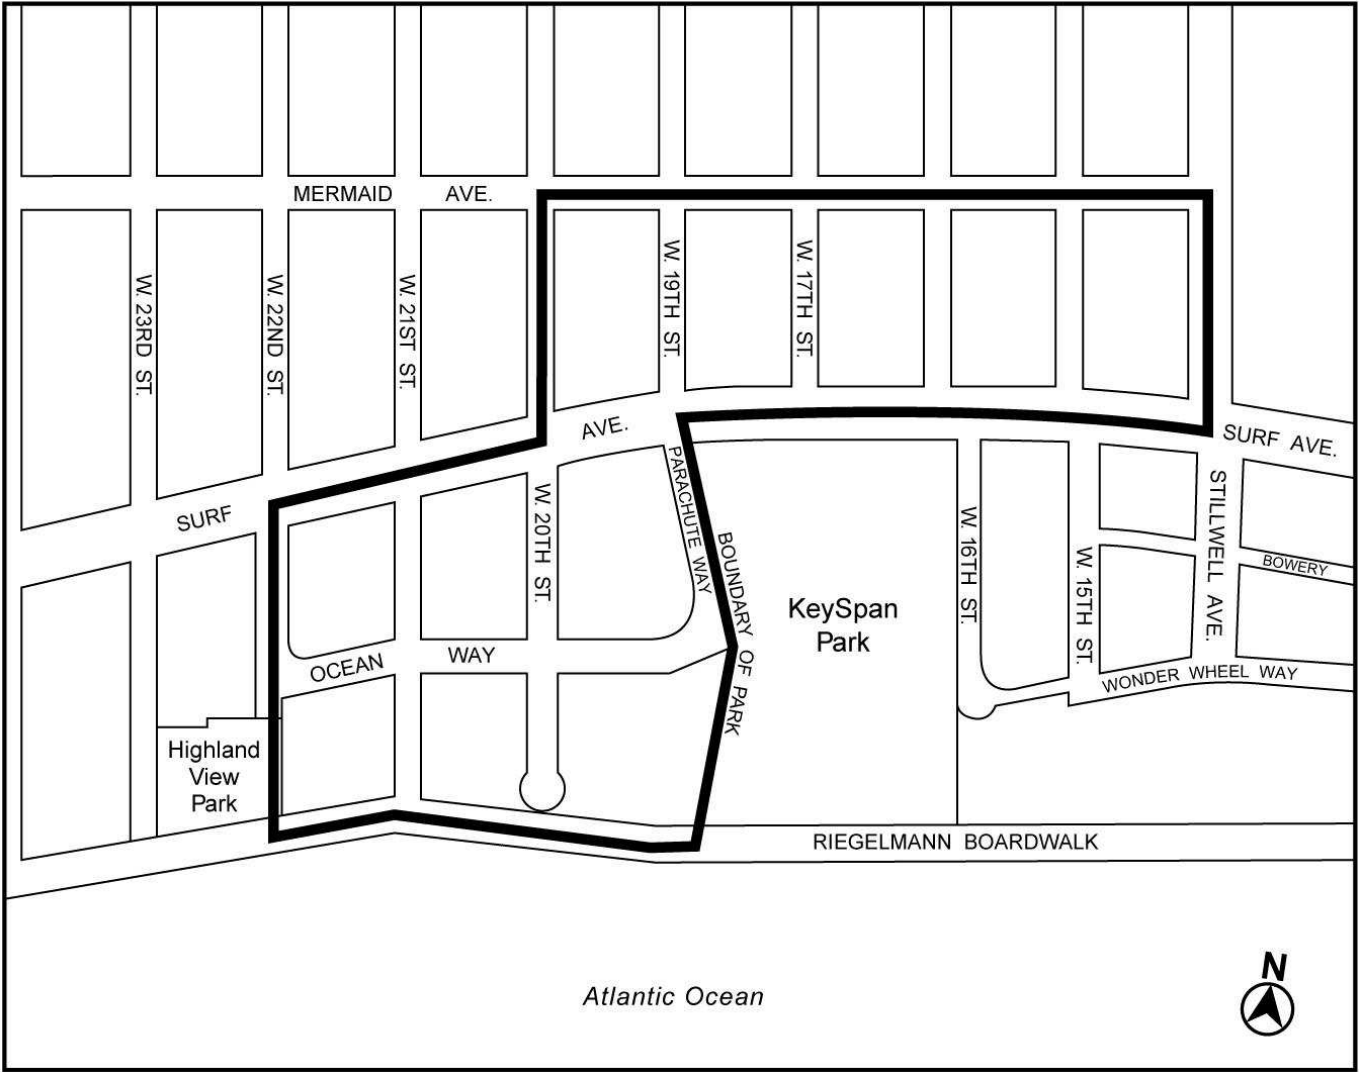 MERMAID AVE.
W. 23RD ST.
W. 22ND ST.
W. 21ST ST.
W. 19TH ST.
W. 17TH ST.
SURF
AVE.
SURF AVE.
PARACHUTE WAY
W. 20TH ST.
STILLWELL AVE.
W. 16TH ST.
W. 15TH ST.
BOUNDARY OF PARK
BOWERY
KeySpan
Park
OCEAN WAY
WONDER WHEEL WAY
Highland
View
Park
RIEGELMANN BOARDWALK
Atlantic Ocean
N